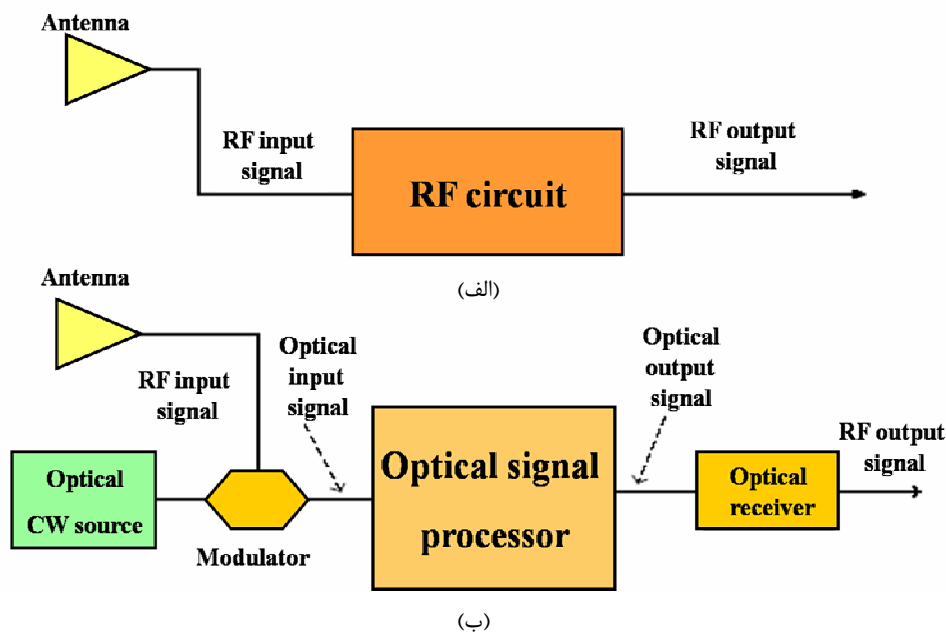 Antenna
RF input
signal
RF circuit
RF output
signal
(الف)
Antenna
RF input
signal
Optical
input
signal
Optical
output
signal
Optical
CW source
Modulator
Optical signal
processor
Optical
receiver
RF output
signal
(ب)